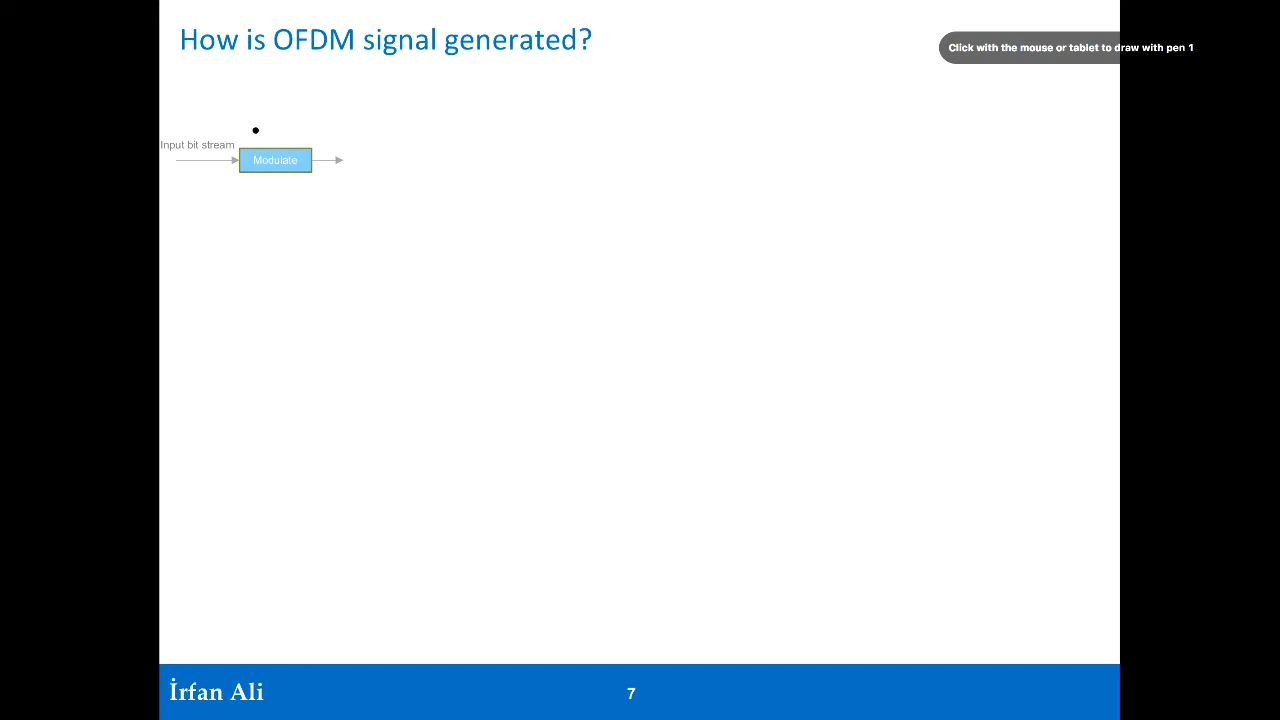 How is OFDM signal generated?
Click with the mouse or tablet to draw with pen 1
Input bit stream
Modulate
İrfan Ali
7